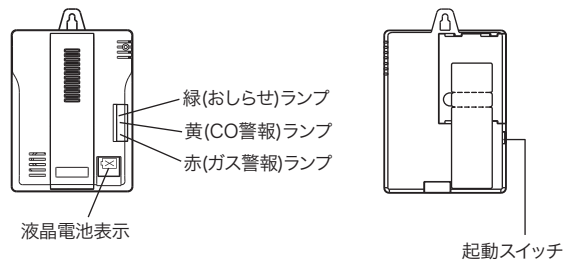 緑(おしらせ)ランプ
黄(CO警報)ランプ
赤(ガス警報)ランプ
液晶電池表示
起動スイッチ